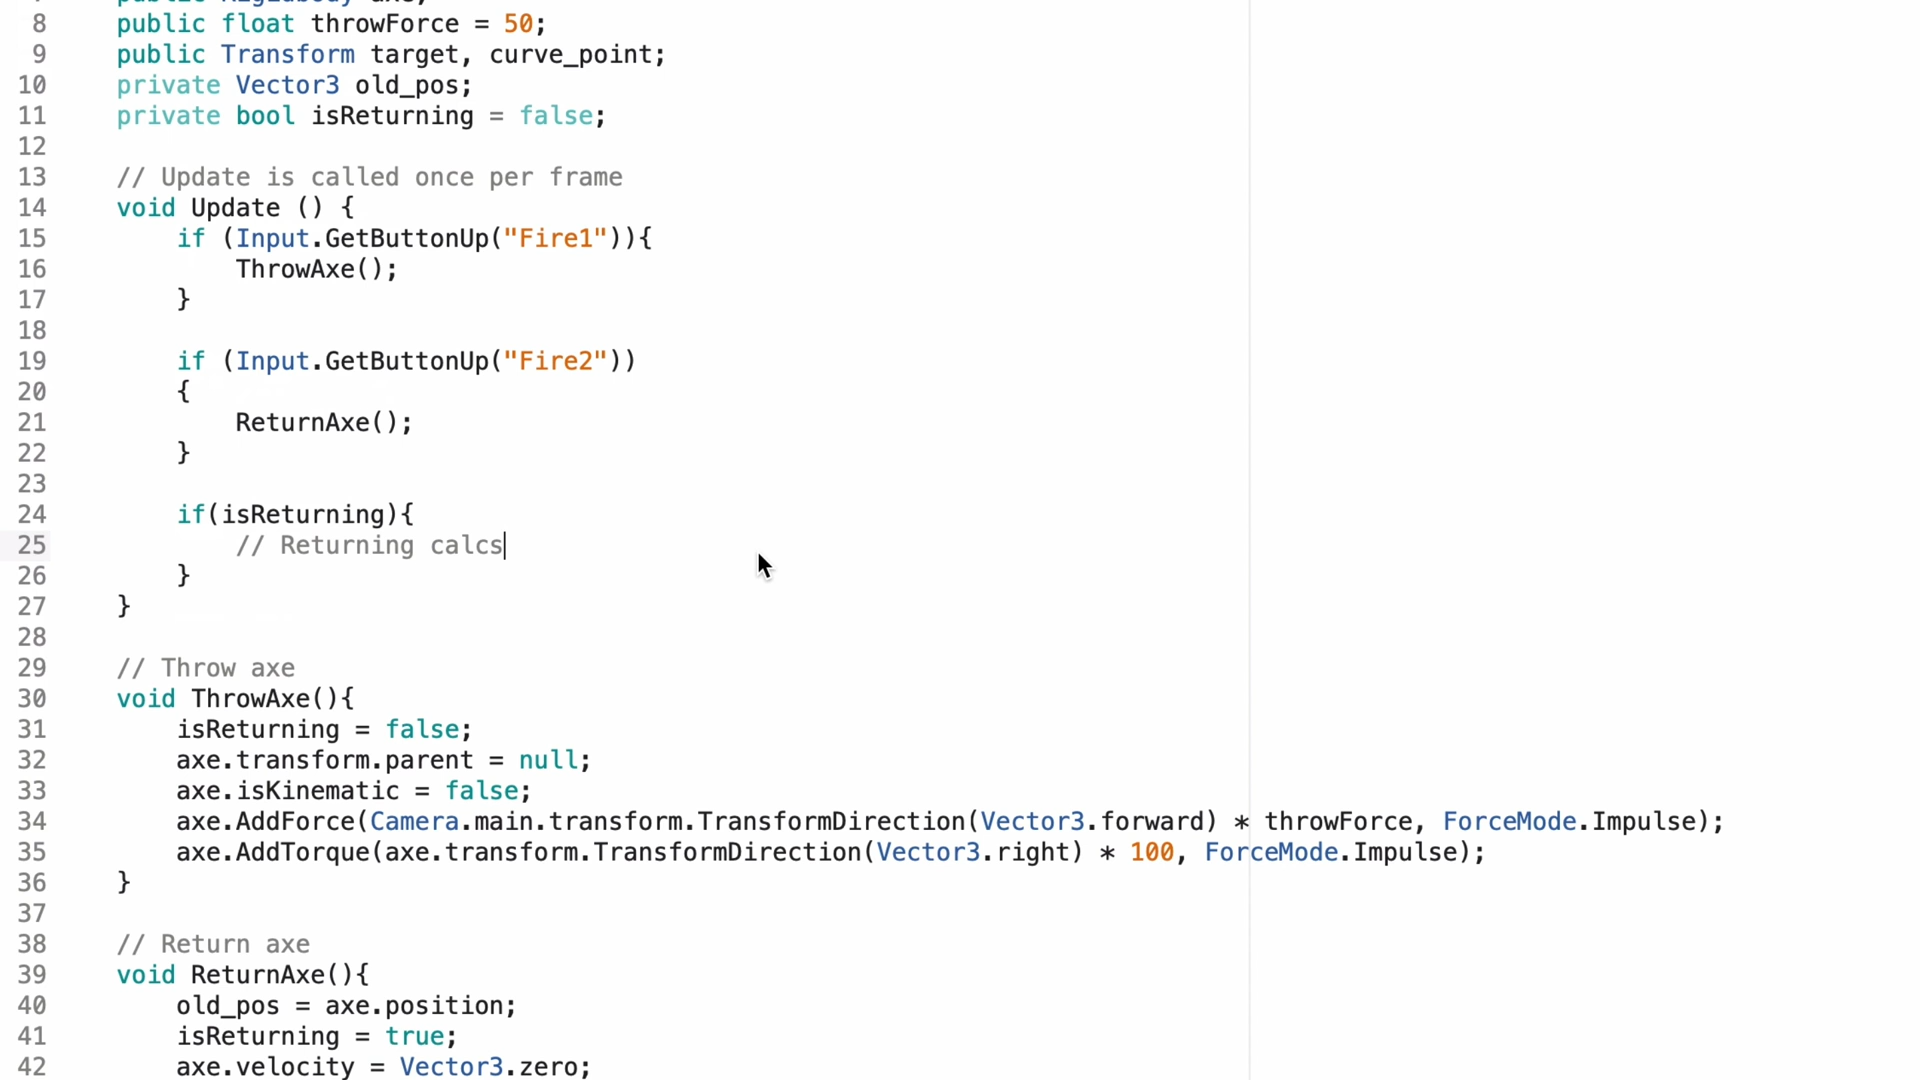 8 public float throwForce = 50;
9 public Transform target, curve_point;
10 private Vector3 old_pos;
11 private bool isReturning = false;
12
13 // Update is called once per frame
14 void Update () {
15 if (Input.GetButtonUp("Fire1")){
16 ThrowAxe();
17 }
18
19 if (Input.GetButtonUp("Fire2"))
20 {
21 ReturnAxe();
22 }
23
24 if(isReturning){
25 // Returning calcs
26 }
27 }
28
29 // Throw axe
30 void ThrowAxe(){
31 isReturning = false;
32 axe.transform.parent = null;
33 axe.isKinematic = false;
34 axe.AddForce(Camera.main.transform.TransformDirection(Vector3.forward) * throwForce, ForceMode.Impulse);
35 axe.AddTorque(axe.transform.TransformDirection(Vector3.right) * 100, ForceMode.Impulse);
36 }
37
38 // Return axe
39 void ReturnAxe(){
40 old_pos = axe.position;
41 isReturning = true;
42 axe.velocity = Vector3.zero;